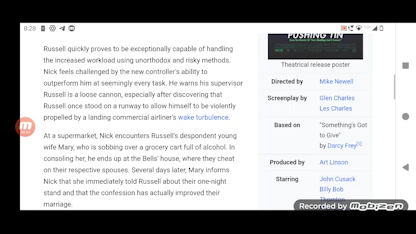 8:28
PUSHING TIN
Theatrical release poster
Russell quickly proves to be exceptionally capable of handling
the increased workload using unorthodox and risky methods.
Nick feels challenged by the new controller's ability to
outperform him at seemingly every task. He warns his supervisor
Russell is a loose cannon, especially after discovering that
Russell once stood on a runway to allow himself to be violently
propelled by a landing commercial airliner's wake turbulence.
At a supermarket, Nick encounters Russell's despondent young
wife Mary, who is sobbing over a grocery cart full of alcohol. In
consoling her, he ends up at the Bells' house, where they cheat
on their respective spouses. Several days later, Mary informs
Nick that she immediately told Russell about their one-night
stand and that the confession has actually improved their
marriage.
Directed by Mike Newell
Screenplay by Glen Charles
Les Charles
Based on "Something's Got
to Give"
by Darcy Frey[1]
Produced by Art Linson
Starring John Cusack
Billy Bob
Thornton
Recorded by mobizen